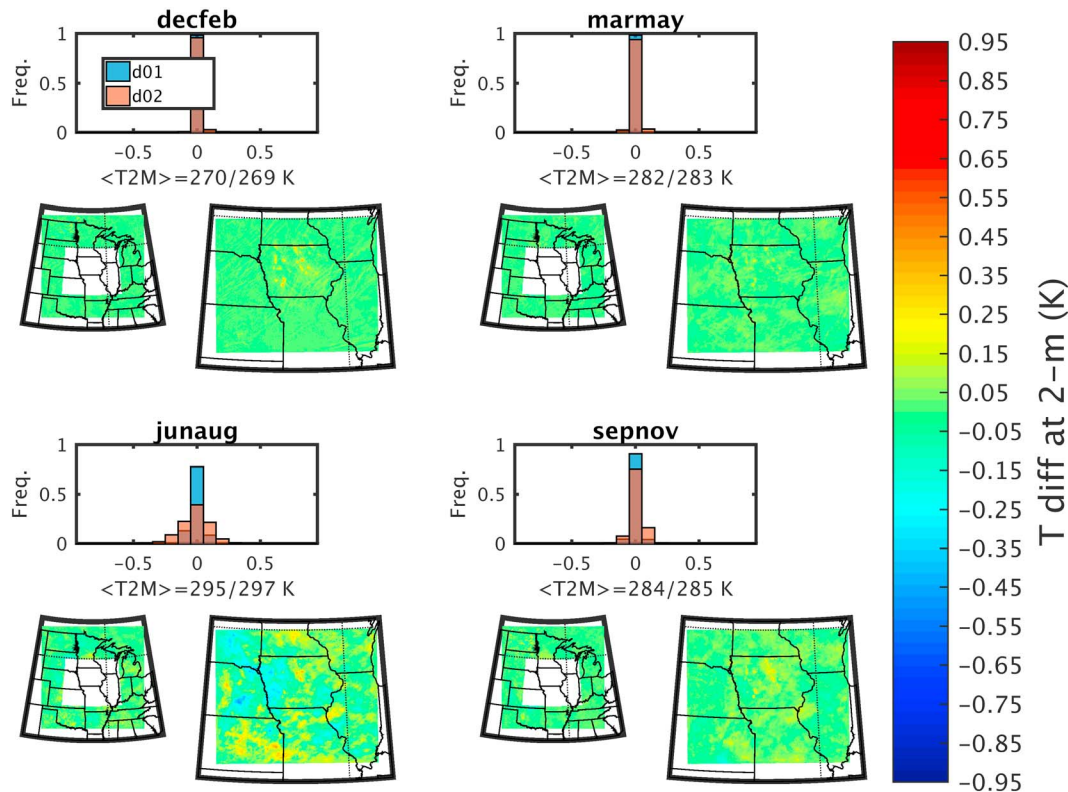 decfeb
1
0.5
0
Freq.
d01
d02
−0.5 0 0.5
<T2M>=270/269 K
marmay
1
0.5
0
Freq.
−0.5 0 0.5
<T2M>=282/283 K
junaug
1
0.5
0
Freq.
−0.5 0 0.5
<T2M>=295/297 K
sepnov
1
0.5
0
Freq.
−0.5 0 0.5
<T2M>=284/285 K
0.95
0.85
0.75
0.65
0.55
0.45
0.35
0.25
0.15
0.05
−0.05
−0.15
−0.25
−0.35
−0.45
−0.55
−0.65
−0.75
−0.85
−0.95
T diff at 2−m (K)